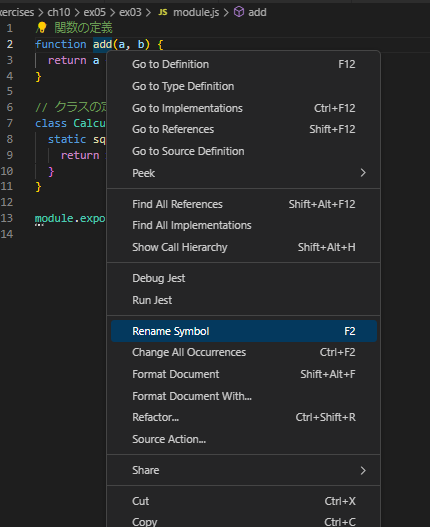 ercises > ch10 > ex05 > ex03 > JS module.js > add
1 // 関数の定義
2 function add(a, b) {
3 return a
4 }
5
6 // クラスの定
7 class Calcu
8 static sq
9 return
10 }
11 }
12
13 module.expo
14
Go to Definition F12
Go to Type Definition
Go to Implementations Ctrl+F12
Go to References Shift+F12
Go to Source Definition
Peek >
Find All References Shift+Alt+F12
Find All Implementations
Show Call Hierarchy Shift+Alt+H
Debug Jest
Run Jest
Rename Symbol F2
Change All Occurrences Ctrl+F2
Format Document Shift+Alt+F
Format Document With...
Refactor... Ctrl+Shift+R
Source Action...
Share >
Cut Ctrl+X
Copy Ctrl+C